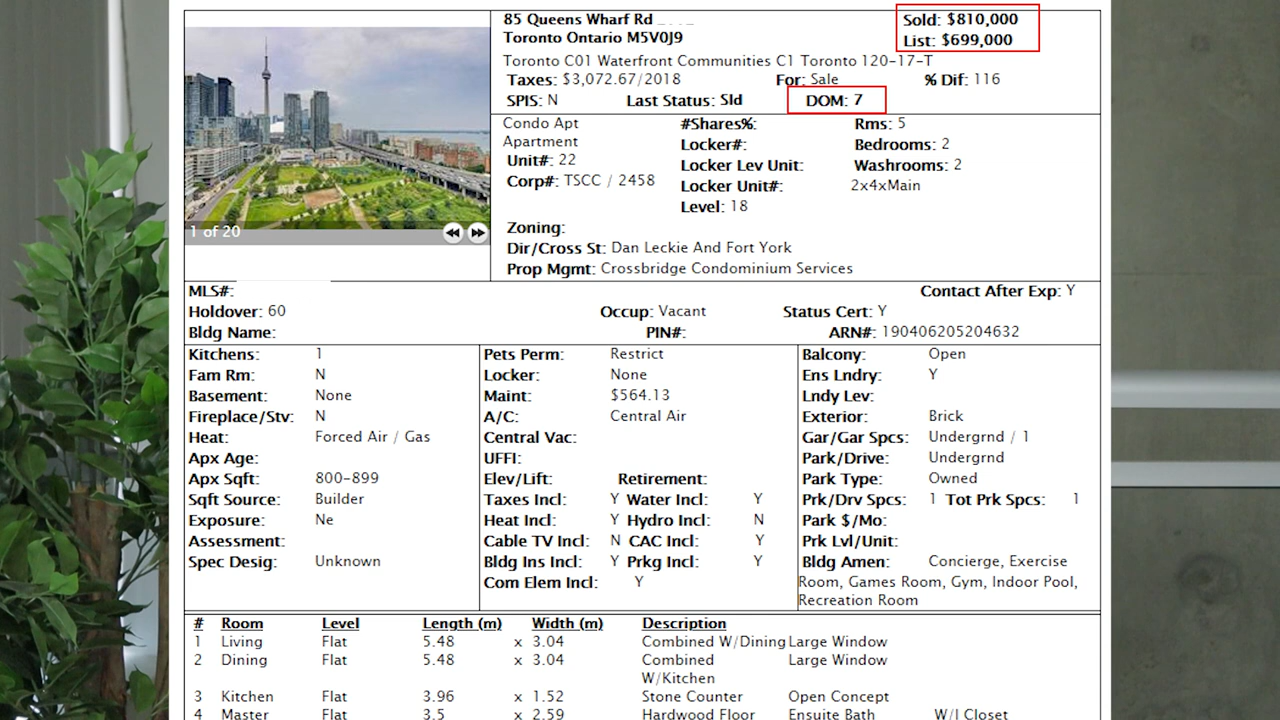 85 Queens Wharf Rd
Sold: $810,000
Toronto Ontario M5V0J9
List: $699,000
Toronto C01 Waterfront Communities C1 Toronto 120-17-T
Taxes: $3,072.67/2018 For: Sale % Dif: 116
SPIS: N Last Status: Sld DOM: 7
Condo Apt #Shares%: Rms: 5
Apartment Locker#: Bedrooms: 2
Unit#: 22 Locker Lev Unit: Washrooms: 2
Corp#: TSCC / 2458 Locker Unit#: 2x4xMain
Level: 18
Zoning:
Dir/Cross St: Dan Leckie And Fort York
Prop Mgmt: Crossbridge Condominium Services
1 of 20
MLS#: Contact After Exp: Y
Holdover: 60 Occup: Vacant Status Cert: Y
Bldg Name: PIN#: ARN#: 190406205204632
Kitchens: 1 Pets Perm: Restrict Balcony: Open
Fam Rm: N Locker: None Ens Lndry: Y
Basement: None Maint: $564.13 Lndy Lev:
Fireplace/Stv: N A/C: Central Air Exterior: Brick
Heat: Forced Air / Gas Central Vac: Gar/Gar Spcs: Undergrnd / 1
Apx Age: UFFI: Park/Drive: Undergrnd
Apx Sqft: 800-899 Elev/Lift: Retirement: Park Type: Owned
Sqft Source: Builder Taxes Incl: Y Water Incl: Y Prk/Drv Spcs: 1 Tot Prk Spcs: 1
Exposure: Ne Heat Incl: Y Hydro Incl: N Park $/Mo:
Assessment: Cable TV Incl: N CAC Incl: Y Prk Lvl/Unit:
Spec Desig: Unknown Bldg Ins Incl: Y Prkg Incl: Y Bldg Amen: Concierge, Exercise
Com Elem Incl: Y Room, Games Room, Gym, Indoor Pool,
Recreation Room
# Room Level Length (m) Width (m) Description
1 Living Flat 5.48 x 3.04 Combined W/Dining Large Window
2 Dining Flat 5.48 x 3.04 Combined Large Window
W/Kitchen
3 Kitchen Flat 3.96 x 1.52 Stone Counter Open Concept
4 Master Flat 3.5 x 2.59 Hardwood Floor Ensuite Bath W/I Closet